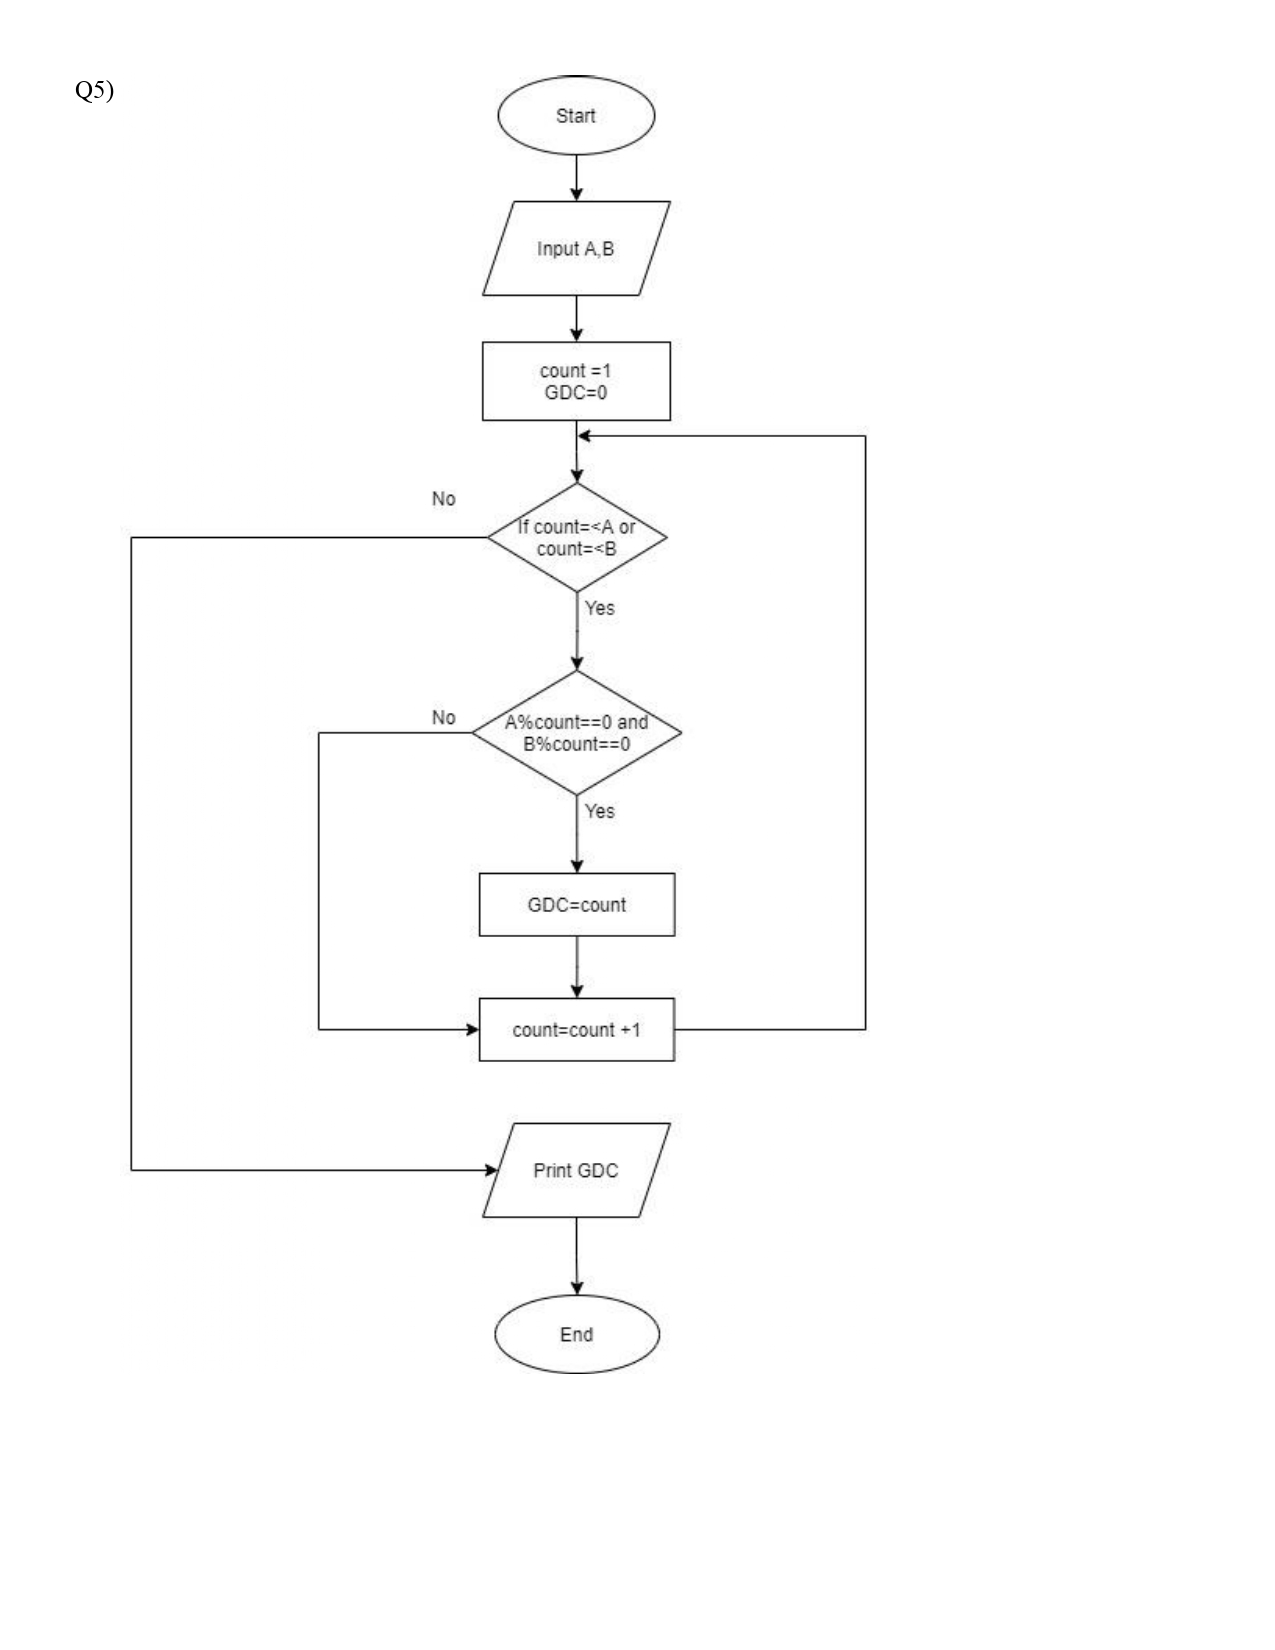 Q5)
Start
Input A,B
count =1
GDC=0
No
If count=<A or
count=<B
Yes
No
A%count==0 and
B%count==0
Yes
GDC=count
count=count +1
Print GDC
End